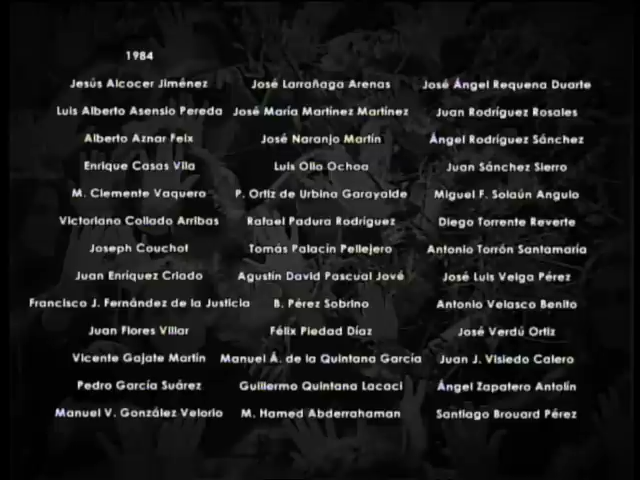 1984
Jesús Alcocer Jiménez
Luis Alberto Asensio Pereda
Alberto Aznar Feix
Enrique Casas Vila
M. Clemente Vaquero
Victoriano Collado Arribas
Joseph Couchot
Juan Enríquez Criado
Francisco J. Fernández de la Justicia
Juan Flores Villar
Vicente Gajate Martín
Pedro García Suárez
Manuel V. González Velorio
José Larrañaga Arenas
José María Martínez Martínez
José Naranjo Martín
Luis Ollo Ochoa
P. Ortiz de Urbina Garayalde
Rafael Padura Rodríguez
Tomás Palacín Pellejero
Agustín David Pascual Jové
B. Pérez Sobrino
Félix Piedad Díaz
Manuel Á. de la Quintana García
Guillermo Quintana Lacaci
M. Hamed Abderrahaman
José Ángel Requena Duarte
Juan Rodríguez Rosales
Ángel Rodríguez Sánchez
Juan Sánchez Sierro
Miguel F. Solaún Angulo
Diego Torrente Reverte
Antonio Torrón Santamaría
José Luis Veiga Pérez
Antonio Velasco Benito
José Verdú Ortiz
Juan J. Visiedo Calero
Ángel Zapatero Antolín
Santiago Brouard Pérez